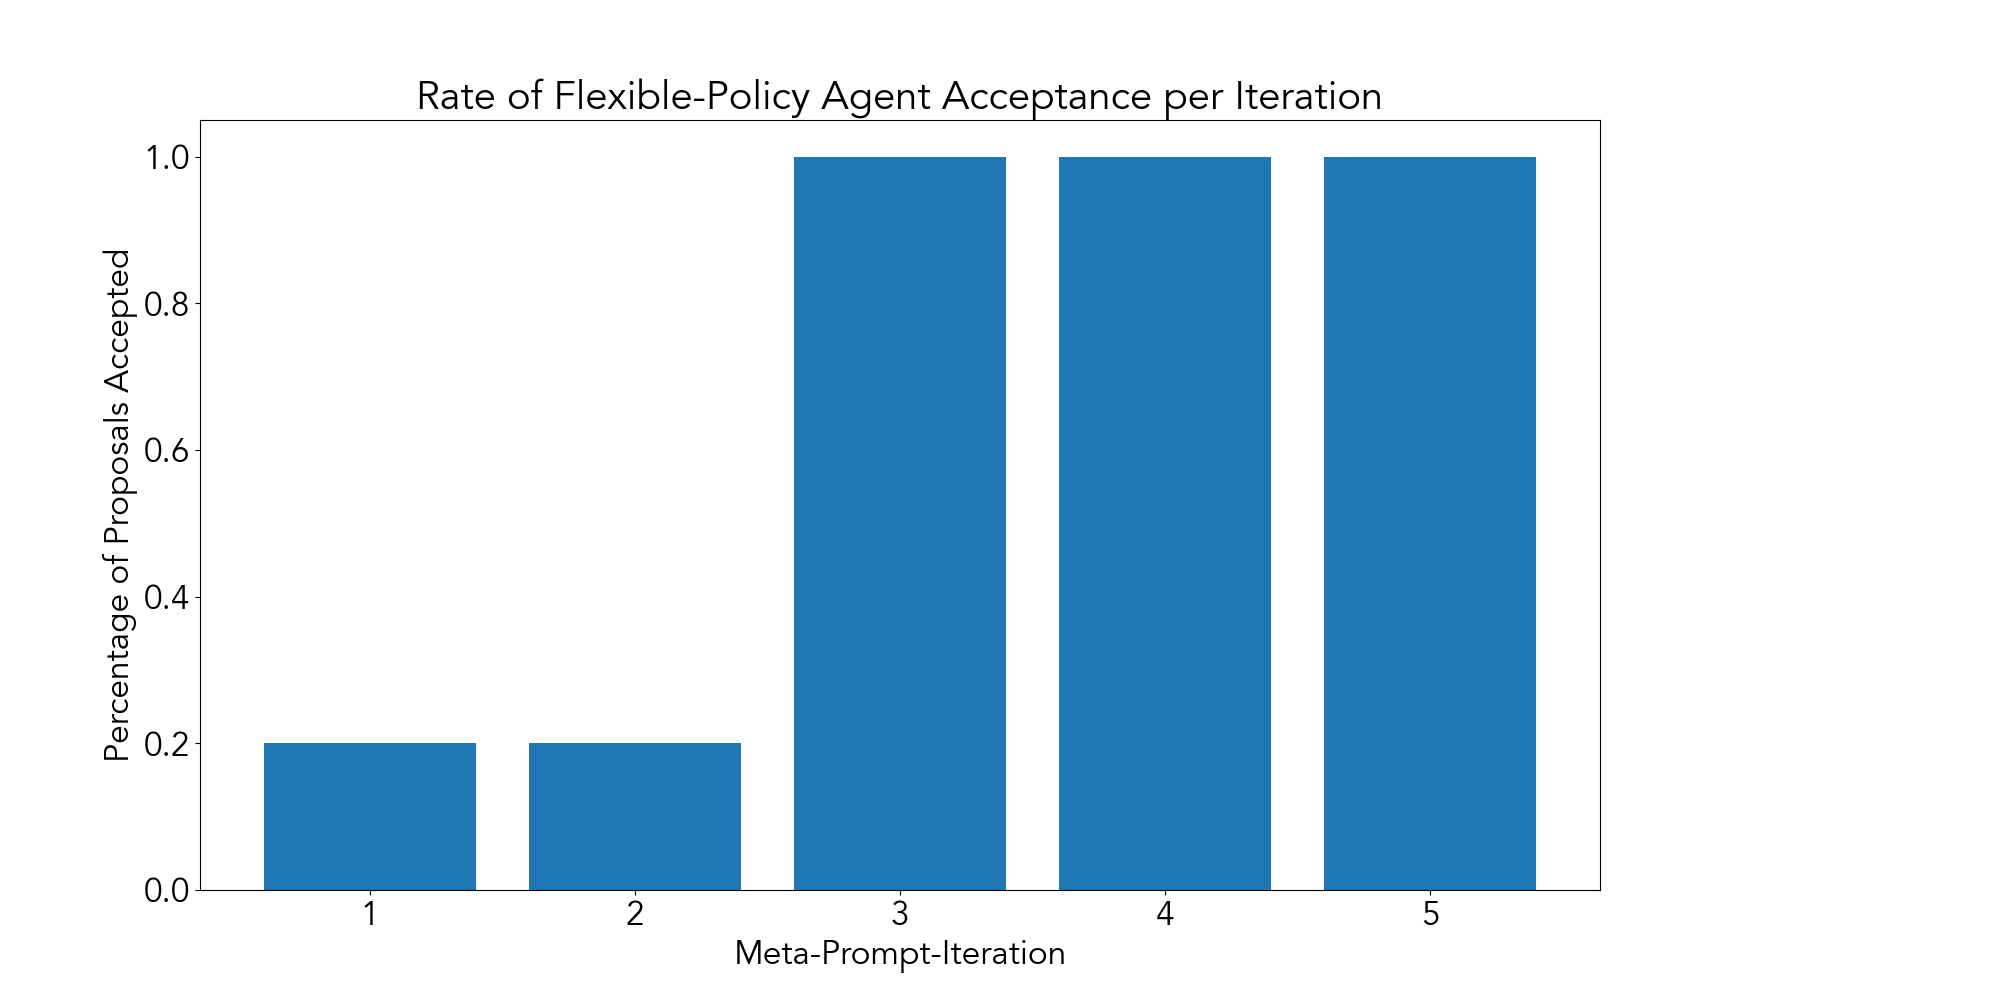 Rate of Flexible-Policy Agent Acceptance per Iteration
Percentage of Proposals Accepted
1.0
0.8
0.6
0.4
0.2
0.0
1 2 3 4 5
Meta-Prompt-Iteration